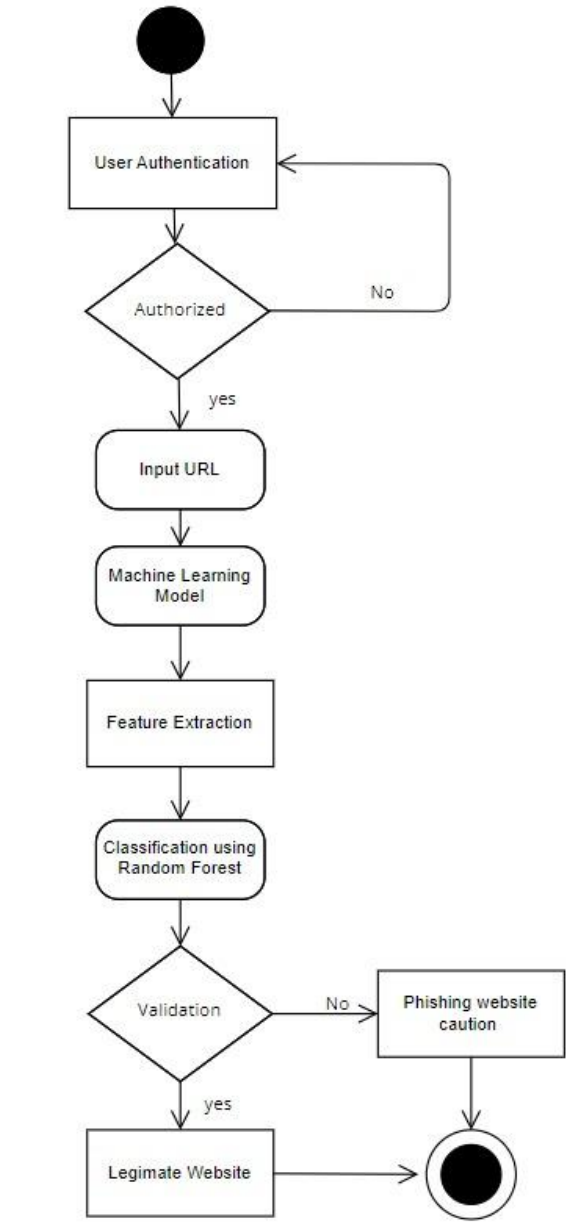 User Authentication
Authorized
No
yes
Input URL
Machine Learning
Model
Feature Extraction
Classification using
Random Forest
Validation
No
Phishing website
caution
yes
Legimate Website